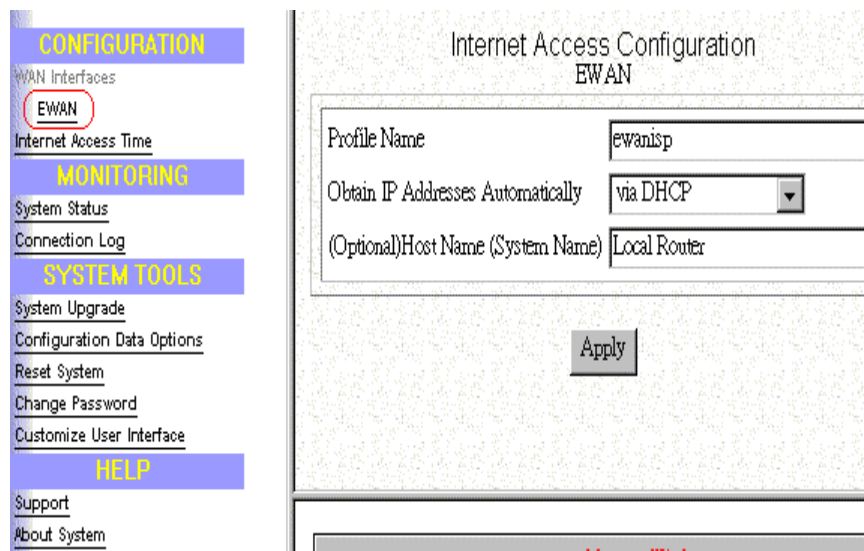 CONFIGURATION
WAN Interfaces
EWAN
Internet Access Time
MONITORING
System Status
Connection Log
SYSTEM TOOLS
System Upgrade
Configuration Data Options
Reset System
Change Password
Customize User Interface
HELP
Support
About System
Internet Access Configuration
EWAN
Profile Name
ewanisp
Obtain IP Addresses Automatically
via DHCP
(Optional)Host Name (System Name)
Local Router
Apply